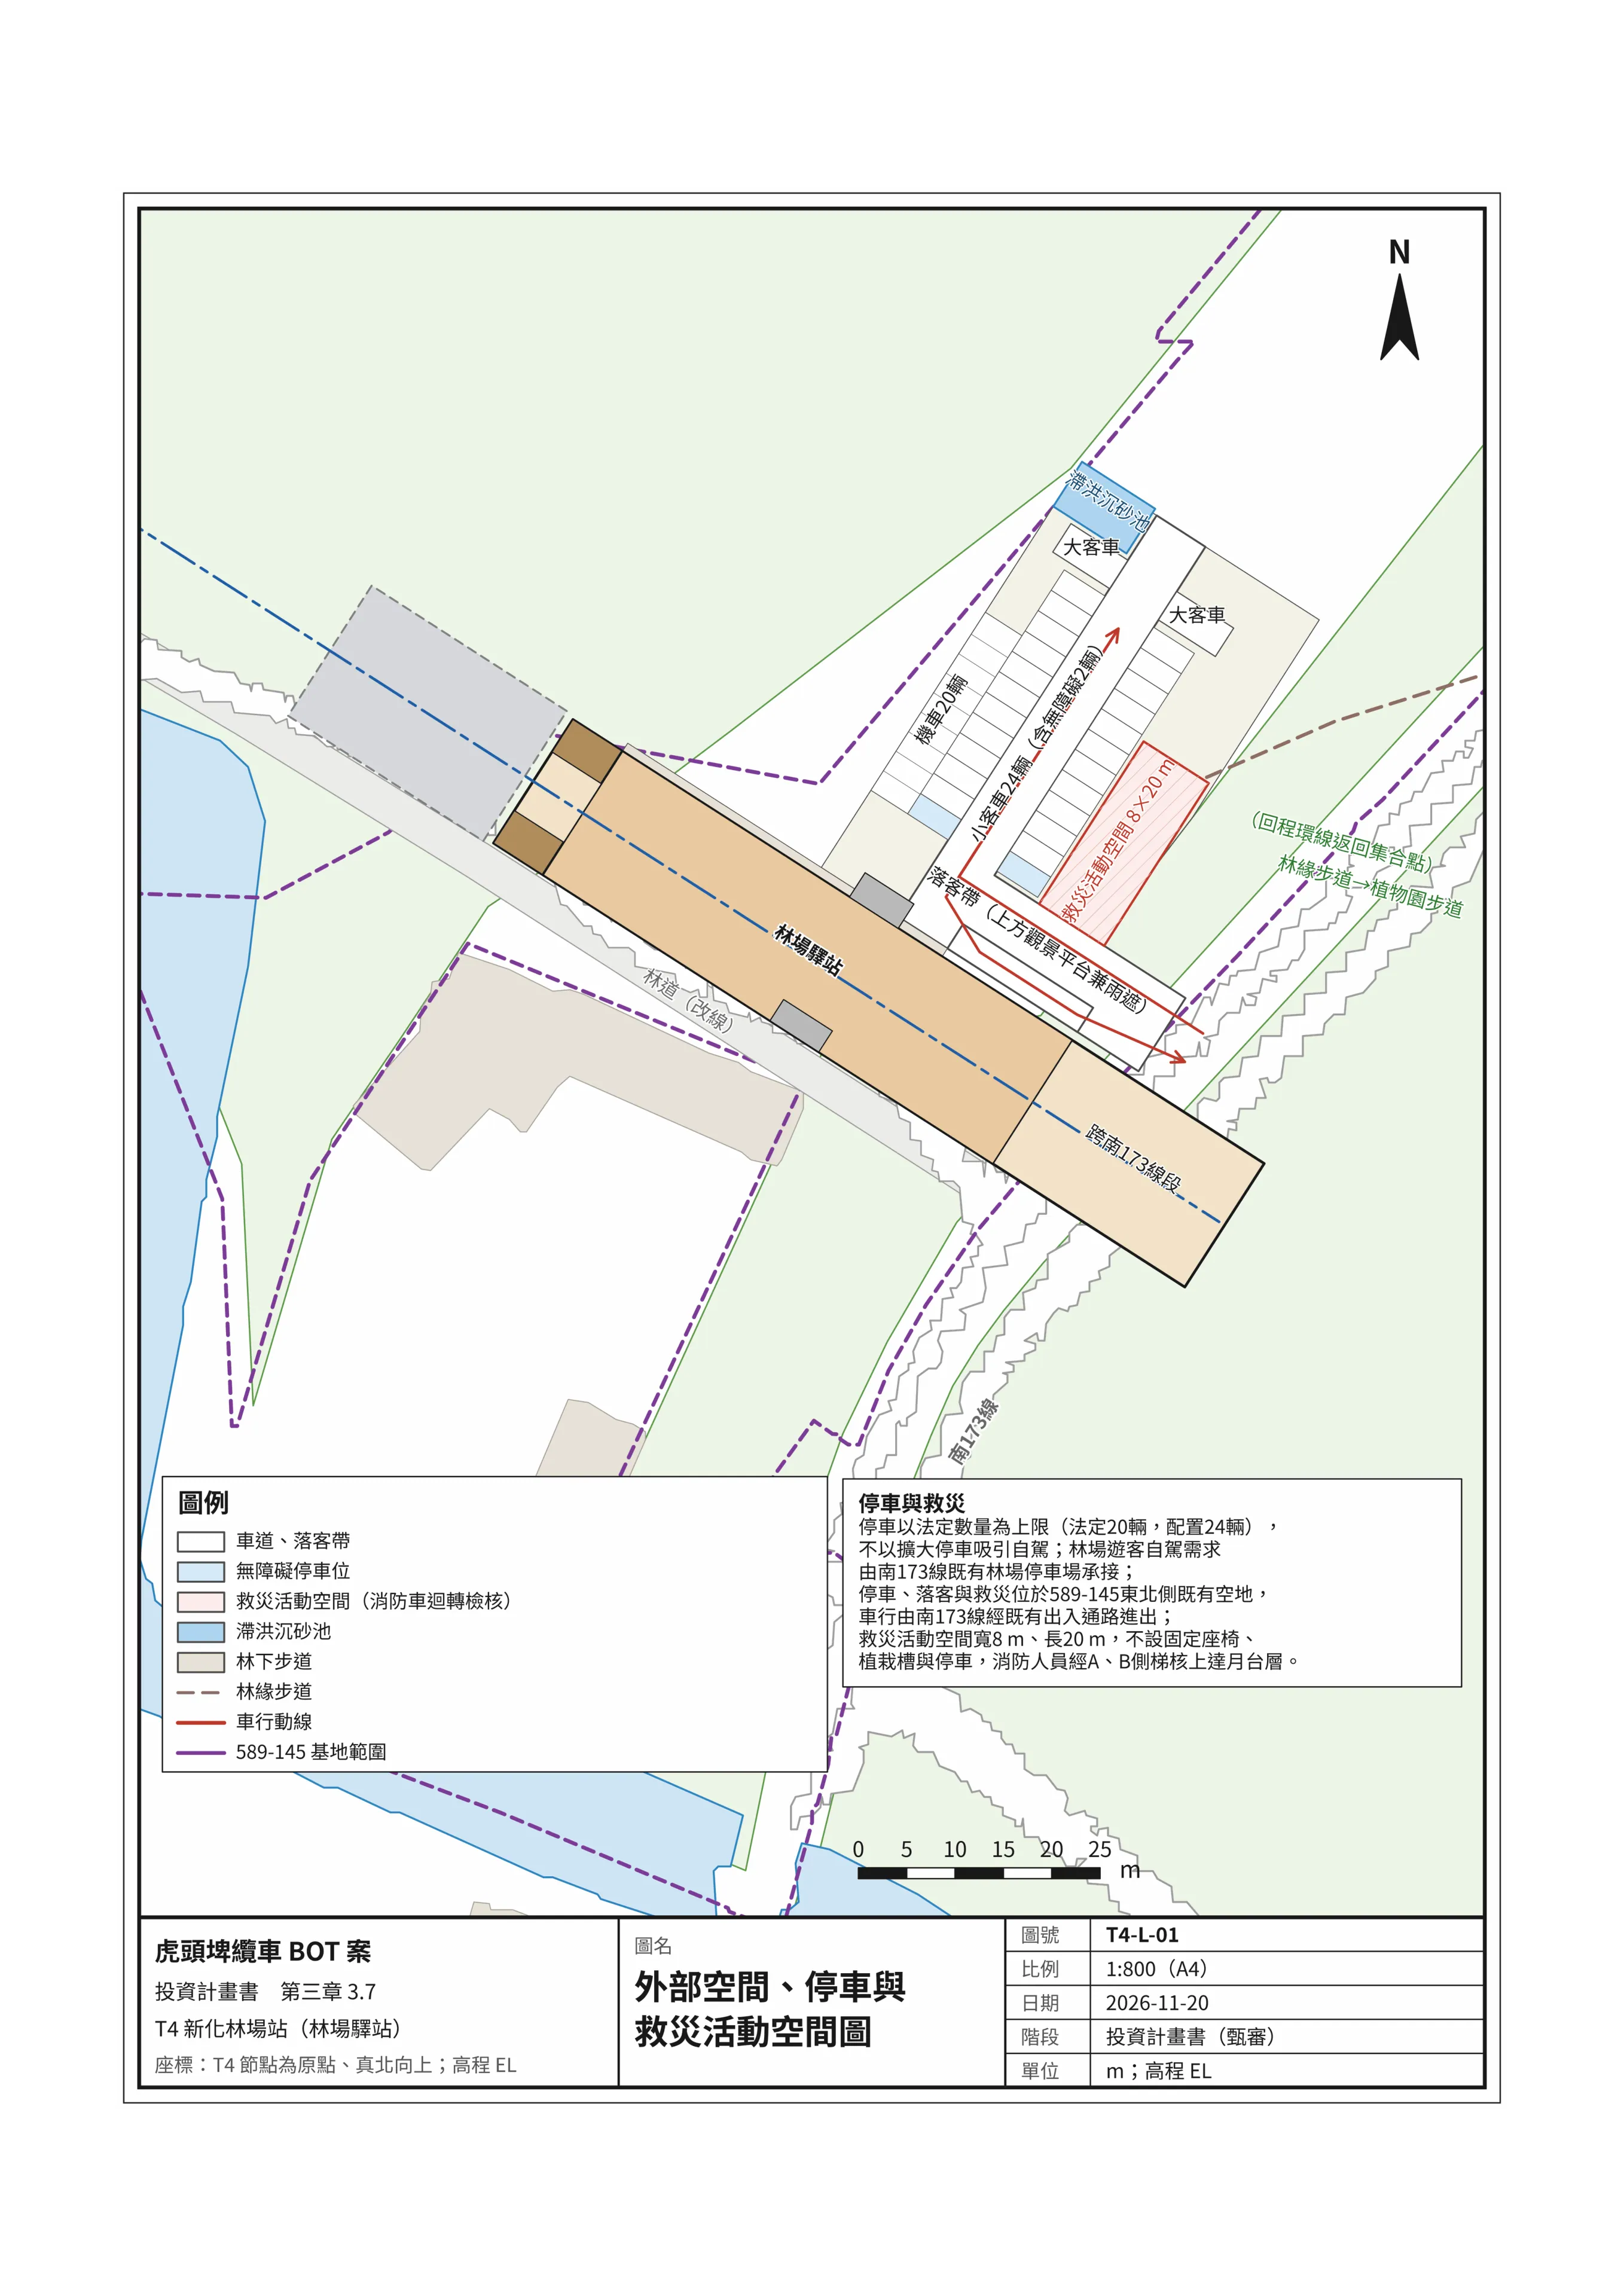 N
滯洪沉砂池
大客車
大客車
機車20輛
小客車24輛（含無障礙2輛）
救災活動空間 8×20 m
落客帶（上方觀景平台兼雨遮）
（回程環線返回集合點）
林緣步道→植物園步道
林場驛站
林道（改線）
跨南173線段
南173線
圖例
車道、落客帶
無障礙停車位
救災活動空間（消防車迴轉檢核）
滯洪沉砂池
林下步道
林緣步道
車行動線
589-145 基地範圍
停車與救災
停車以法定數量為上限（法定20輛，配置24輛），
不以擴大停車吸引自駕；林場遊客自駕需求
由南173線既有林場停車場承接；
停車、落客與救災位於589-145東北側既有空地，
車行由南173線經既有出入通路進出；
救災活動空間寬8 m、長20 m，不設固定座椅、
植栽槽與停車，消防人員經A、B側梯核上達月台層。
0 5 10 15 20 25 m
虎頭埤纜車 BOT 案
投資計畫書　第三章 3.7
T4 新化林場站（林場驛站）
座標：T4 節點為原點、真北向上；高程 EL
圖名
外部空間、停車與
救災活動空間圖
圖號 T4-L-01
比例 1:800（A4）
日期 2026-11-20
階段 投資計畫書（甄審）
單位 m；高程 EL